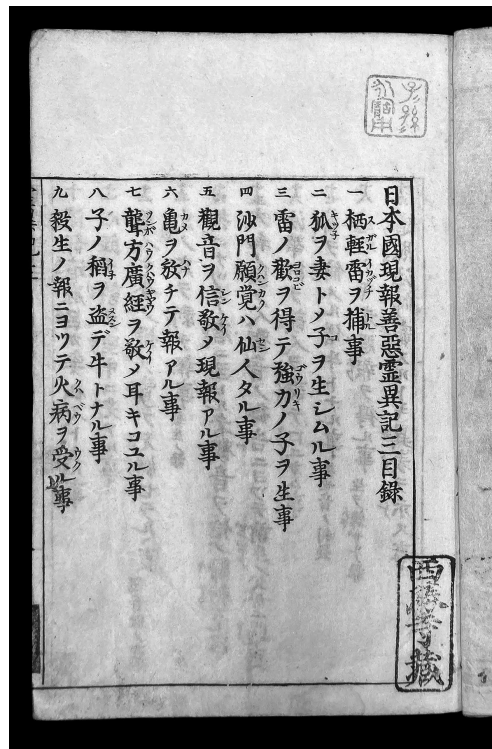 日本國現報善惡霊異記三目録
一 栖軽雷ヲ捕事
二 狐ヲ妻トメ子ヲ生シムル事
三 雷ノ歡ヲ得テ強力ノ子ヲ生事
四 沙門願覚ハ仙人タル事
五 觀音ヲ信敬メ現報アル事
六 亀ヲ放チテ報アル事
七 聾方廣經ヲ敬メ耳キコユル事
八 子ノ稲ヲ盗デ牛トナル事
九 殺生ノ報ニヨツテ火病ヲ受ル事